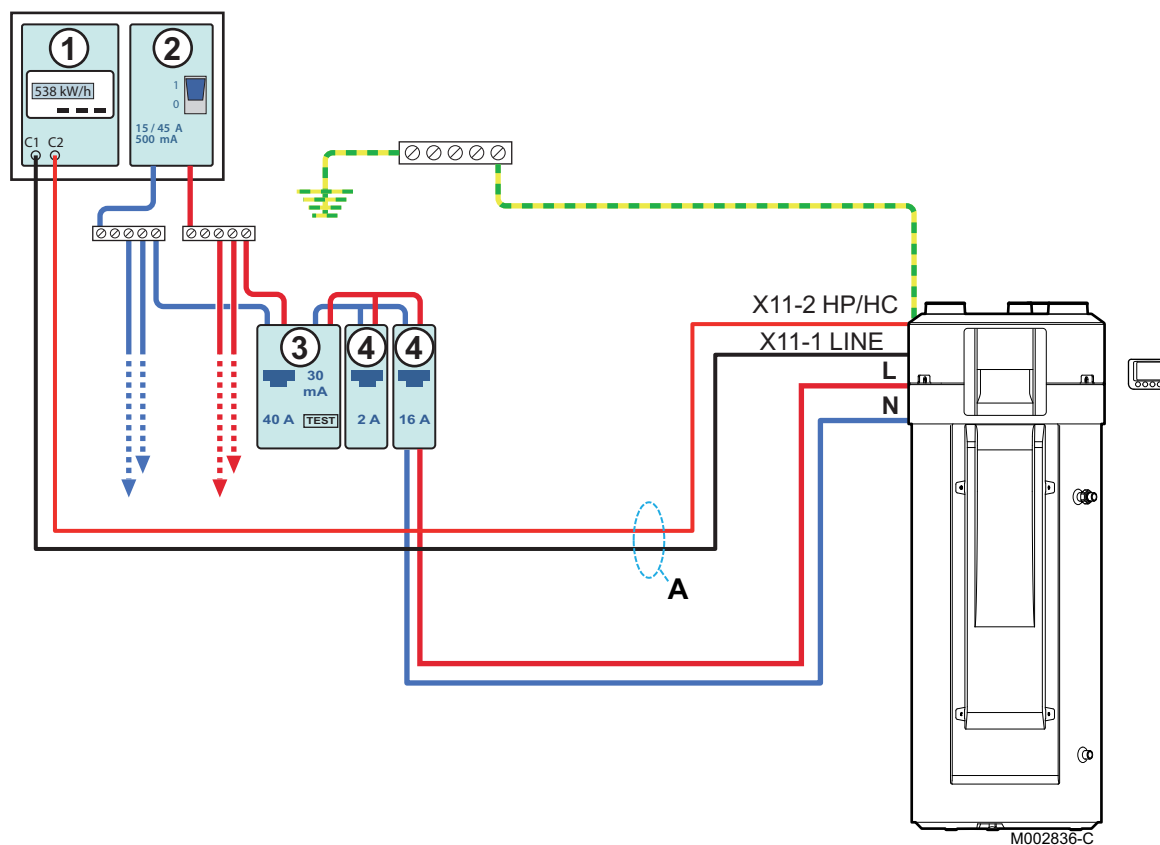 1
2
538 kW/h
1
0
15 / 45 A
500 mA
C1 C2
X11-2 HP/HC
X11-1 LINE
L
N
3
4
4
30
mA
40 A
TEST
2 A
16 A
A
M002836-C